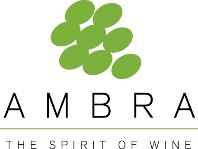 AMBRA
THE SPIRIT OF WINE